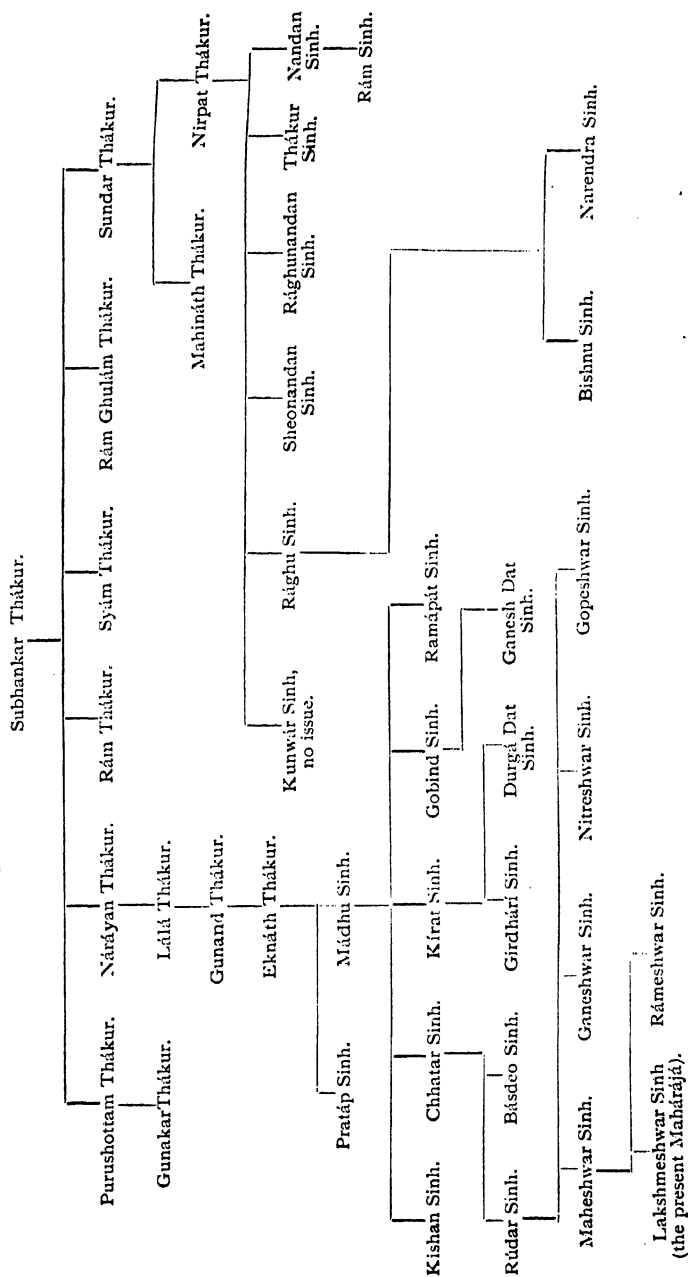 Subhankar Thákur.
Purushottam Thákur. Náráyan Thákur. Rám Thákur. Syám Thákur. Rám Ghulám Thákur. Sundar Thákur.
Gunakar Thákur. Lálá Thákur. Mahináth Thákur. Nirpat Thákur.
Gunand Thákur.
Eknáth Thákur. Kunwár Sinh, no issue. Rághu Sinh. Sheonandan Sinh. Rághunandan Sinh. Thákur Sinh. Nandan Sinh.
Rám Sinh.
Pratáp Sinh. Mádhu Sinh.
Kishan Sinh. Chhatar Sinh. Kírat Sinh. Gobind Sinh. Ramápát Sinh.
Rúdar Sinh. Básdeo Sinh. Girdhárí Sinh. Durgá Dat Sinh. Ganesh Dat Sinh.
Maheshwar Sinh. Ganeshwar Sinh. Nitreshwar Sinh. Gopeshwar Sinh. Bishnu Sinh. Narendra Sinh.
Lakshmeshwar Sinh Rámeshwar Sinh.
(the present Mahárájá).